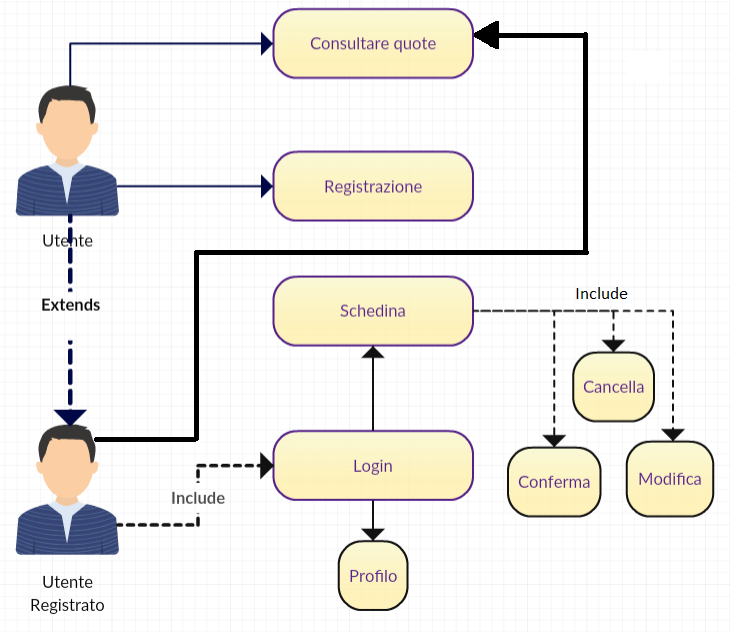 Consultare quote
Registrazione
Utente
Extends
Include
Schedina
Cancella
Login
Conferma
Modifica
Include
Profilo
Utente
Registrato